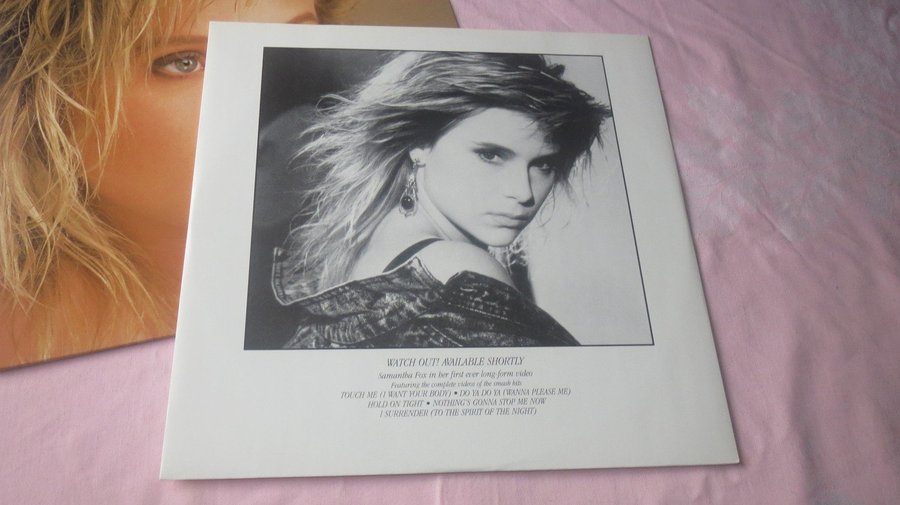 WATCH OUT! AVAILABLE SHORTLY
Samantha Fox in her first ever long-form video
Featuring the complete videos of the smash hits
TOUCH ME (I WANT YOUR BODY) • DO YA DO YA (WANNA PLEASE ME)
HOLD ON TIGHT • NOTHING'S GONNA STOP ME NOW
I SURRENDER (TO THE SPIRIT OF THE NIGHT)